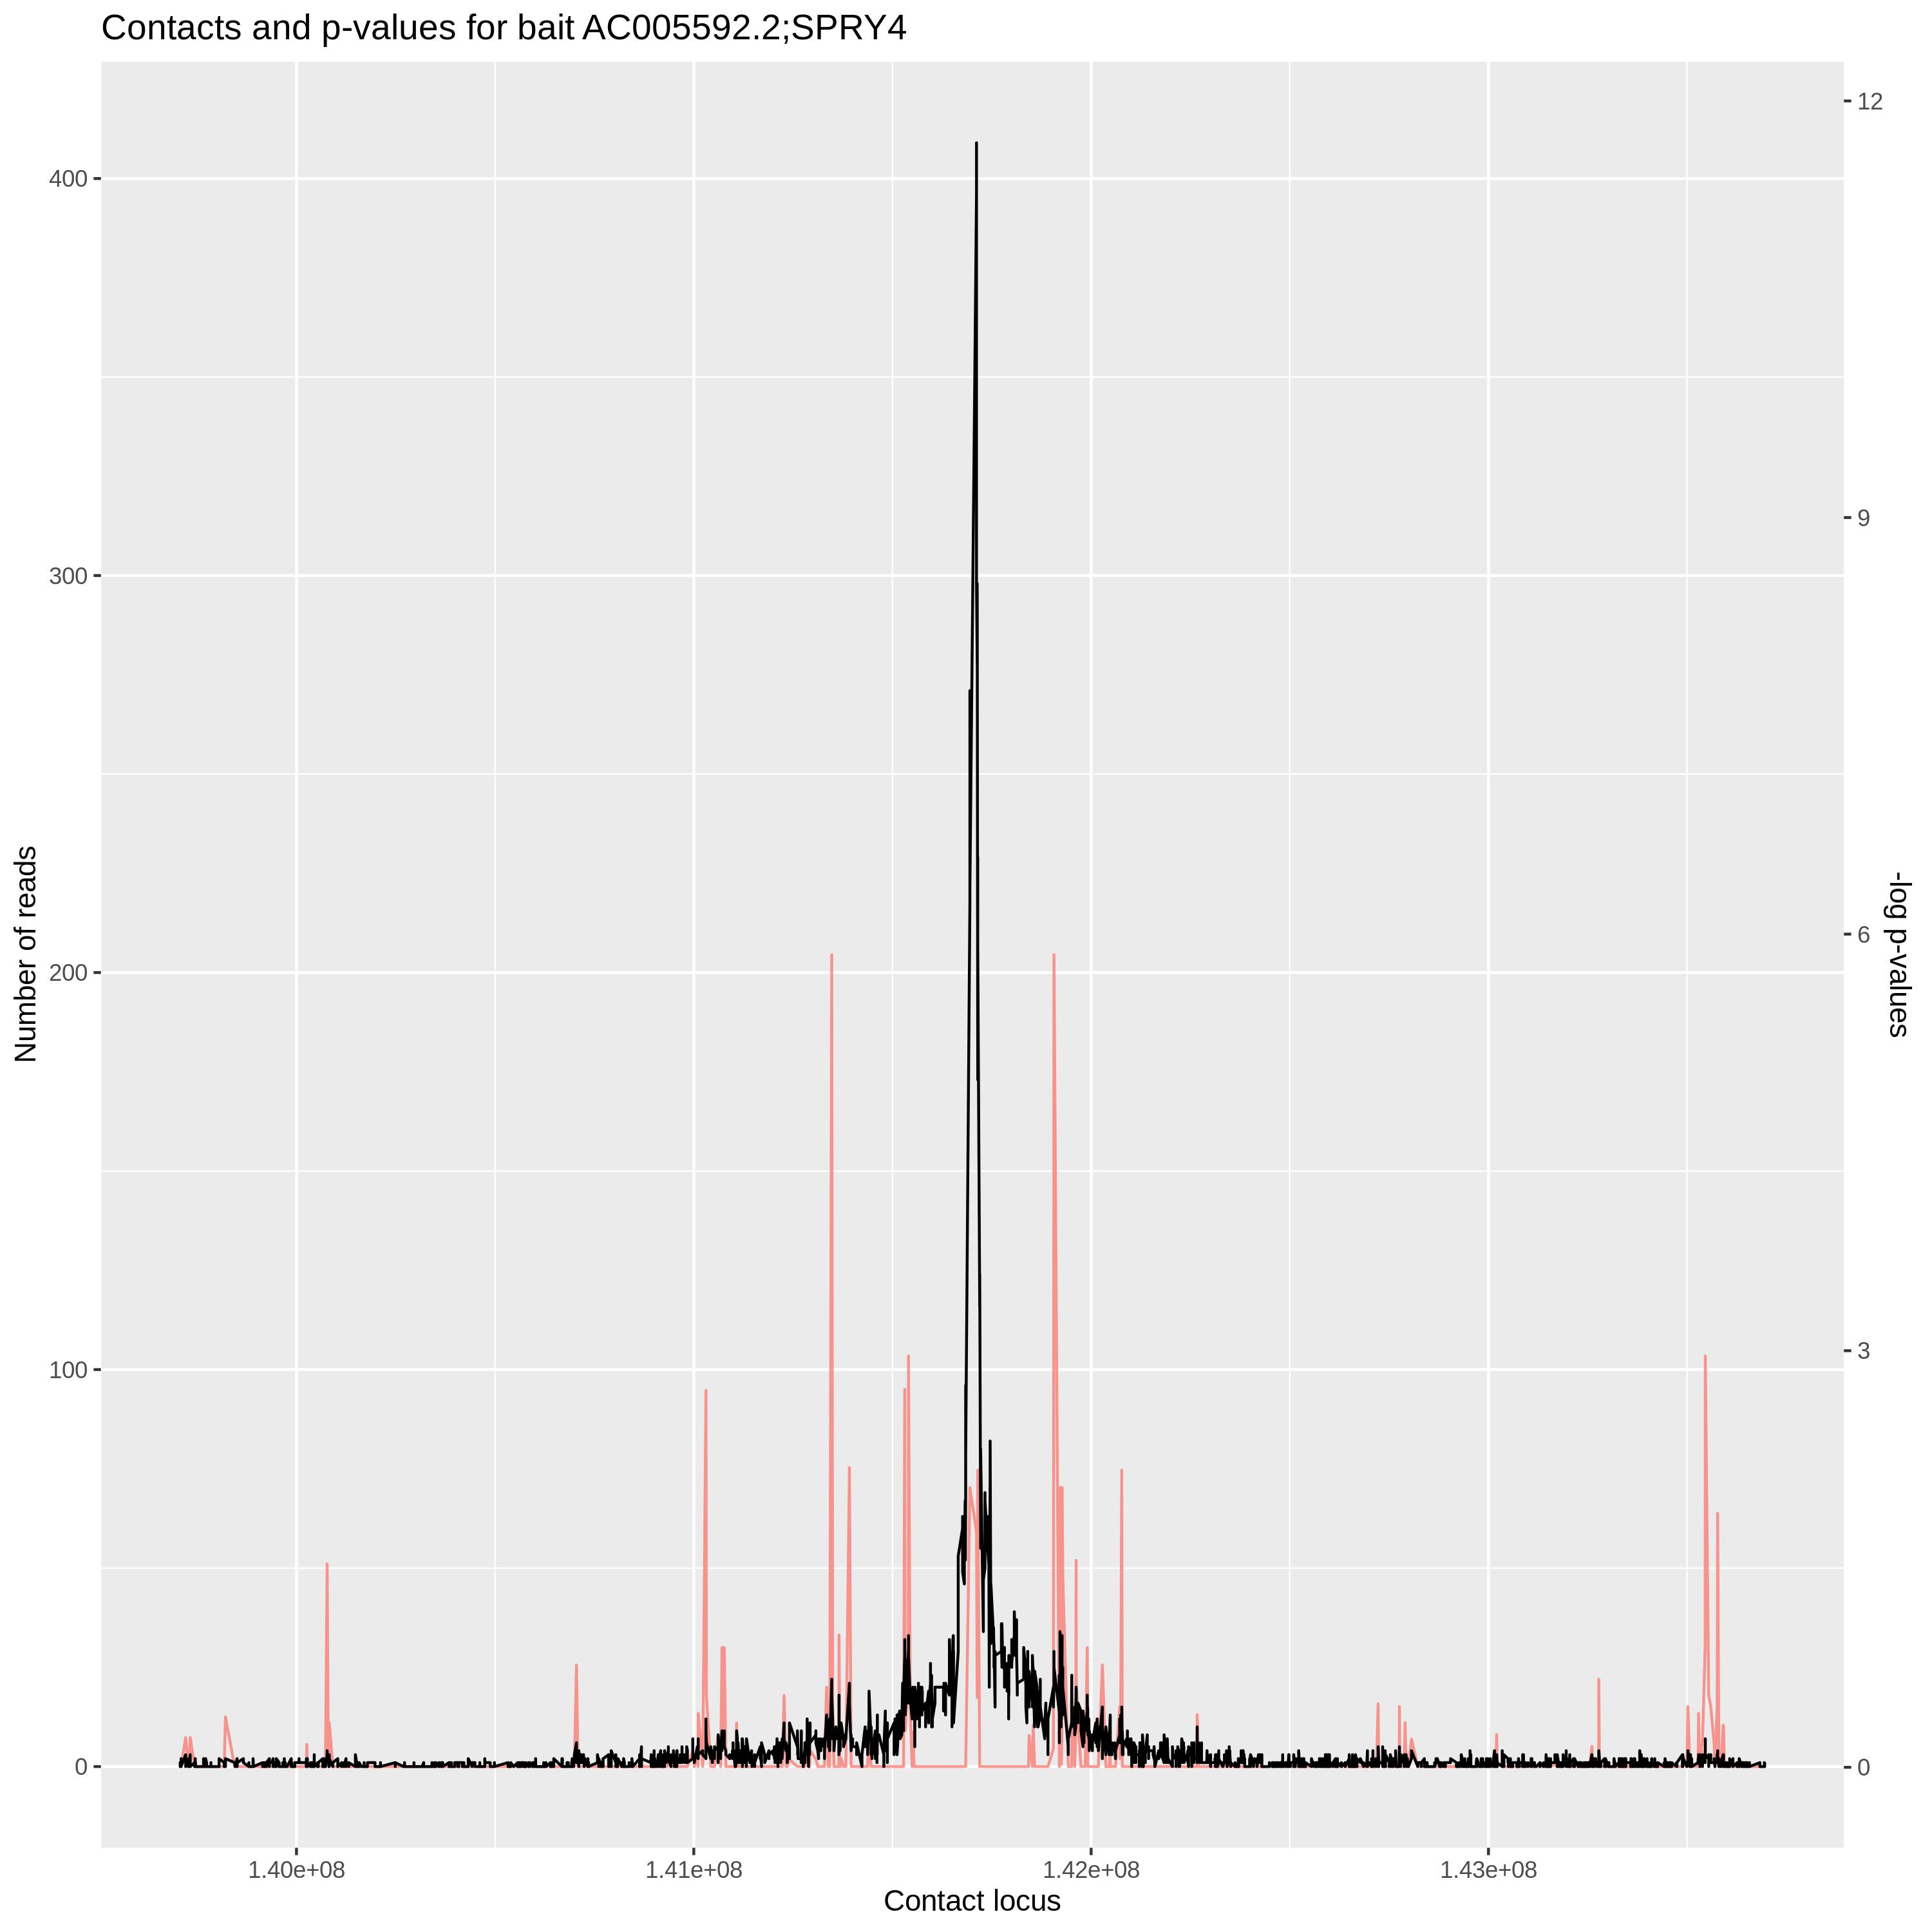 Contacts and p-values for bait AC005592.2;SPRY4
Number of reads
400
300
200
100
0
12
9
6
3
0
-log p-values
1.40e+08
1.41e+08
1.42e+08
1.43e+08
Contact locus